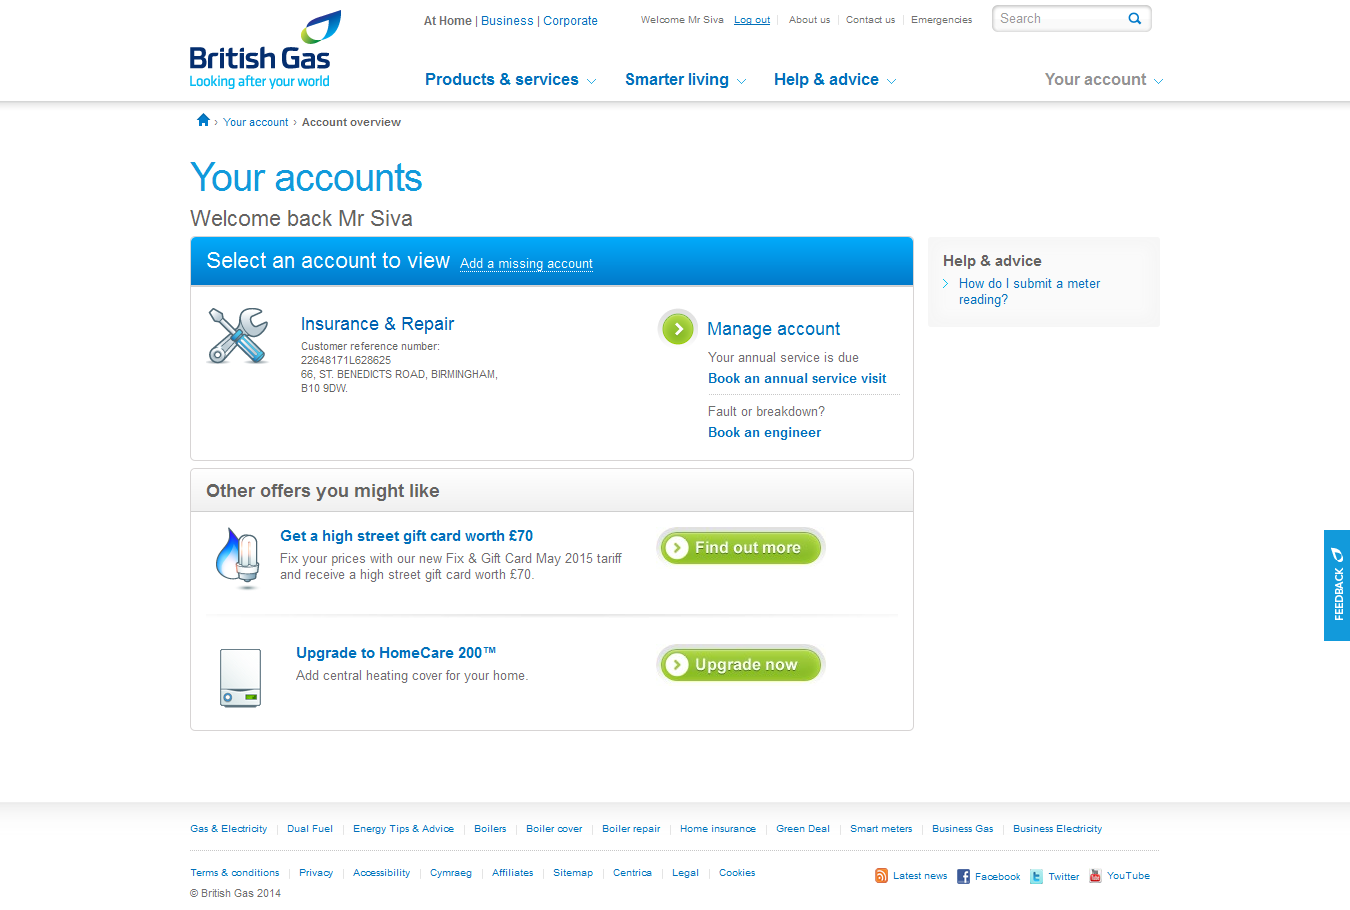 British Gas
Looking after your world
At Home | Business | Corporate
Welcome Mr Siva Log out About us Contact us Emergencies
Search
Products & services Smarter living Help & advice Your account
› Your account › Account overview
Your accounts
Welcome back Mr Siva
Select an account to view Add a missing account
Insurance & Repair
Customer reference number:
22648171L628625
66, ST. BENEDICTS ROAD, BIRMINGHAM,
B10 9DW.
Manage account
Your annual service is due
Book an annual service visit
Fault or breakdown?
Book an engineer
Help & advice
How do I submit a meter
reading?
Other offers you might like
Get a high street gift card worth £70
Fix your prices with our new Fix & Gift Card May 2015 tariff
and receive a high street gift card worth £70.
Find out more
Upgrade to HomeCare 200™
Add central heating cover for your home.
Upgrade now
FEEDBACK
Gas & Electricity Dual Fuel Energy Tips & Advice Boilers Boiler cover Boiler repair Home insurance Green Deal Smart meters Business Gas Business Electricity
Terms & conditions Privacy Accessibility Cymraeg Affiliates Sitemap Centrica Legal Cookies
Latest news Facebook Twitter YouTube
© British Gas 2014